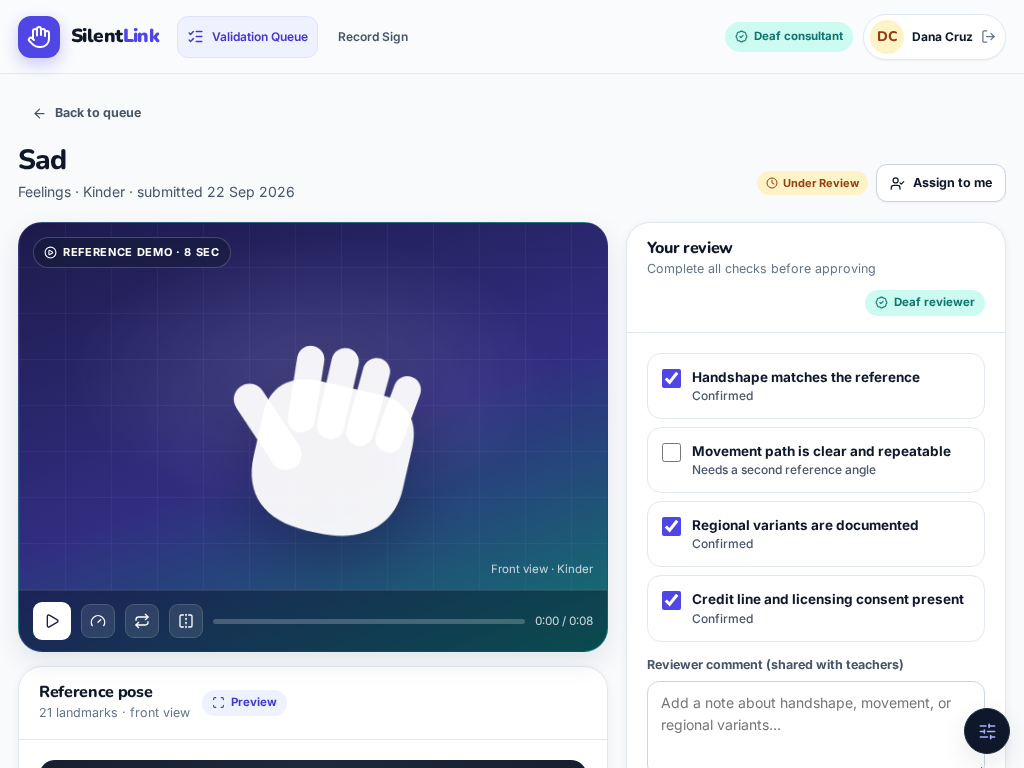 SilentLink
Validation Queue
Record Sign
Deaf consultant
DC
Dana Cruz
Back to queue
Sad
Feelings · Kinder · submitted 22 Sep 2026
Under Review
Assign to me
REFERENCE DEMO · 8 SEC
Front view · Kinder
0:00 / 0:08
Reference pose
21 landmarks · front view
Preview
Your review
Complete all checks before approving
Deaf reviewer
Handshape matches the reference
Confirmed
Movement path is clear and repeatable
Needs a second reference angle
Regional variants are documented
Confirmed
Credit line and licensing consent present
Confirmed
Reviewer comment (shared with teachers)
Add a note about handshape, movement, or
regional variants...